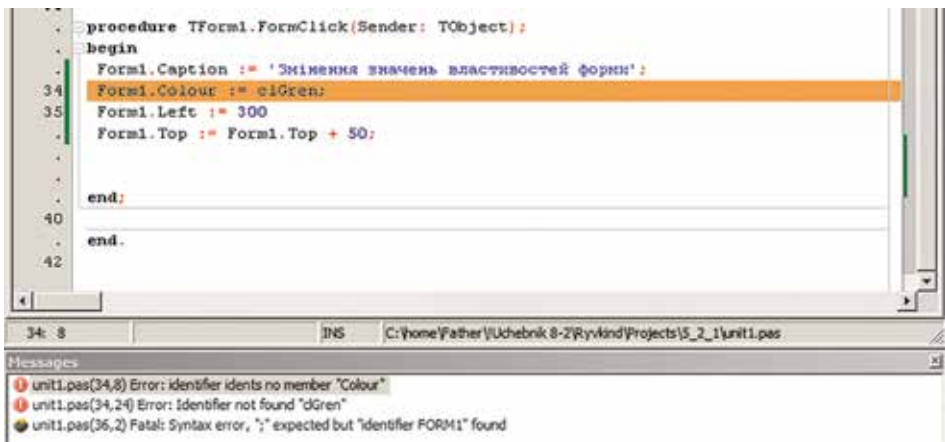 procedure TForm1.FormClick(Sender: TObject);
begin
Form1.Caption := 'Змінення значень властивостей форми';
34 Form1.Colour := clGren;
35 Form1.Left := 300
Form1.Top := Form1.Top + 50;
end;
40
end.
42
34: 8 INS C:\home\Father\!Uchebnik 8-2\Ryvkind\Projects\5_2_1\unit1.pas
Messages
unit1.pas(34,8) Error: identifier idents no member "Colour"
unit1.pas(34,24) Error: Identifier not found "clGren"
unit1.pas(36,2) Fatal: Syntax error, ";" expected but "identifier FORM1" found